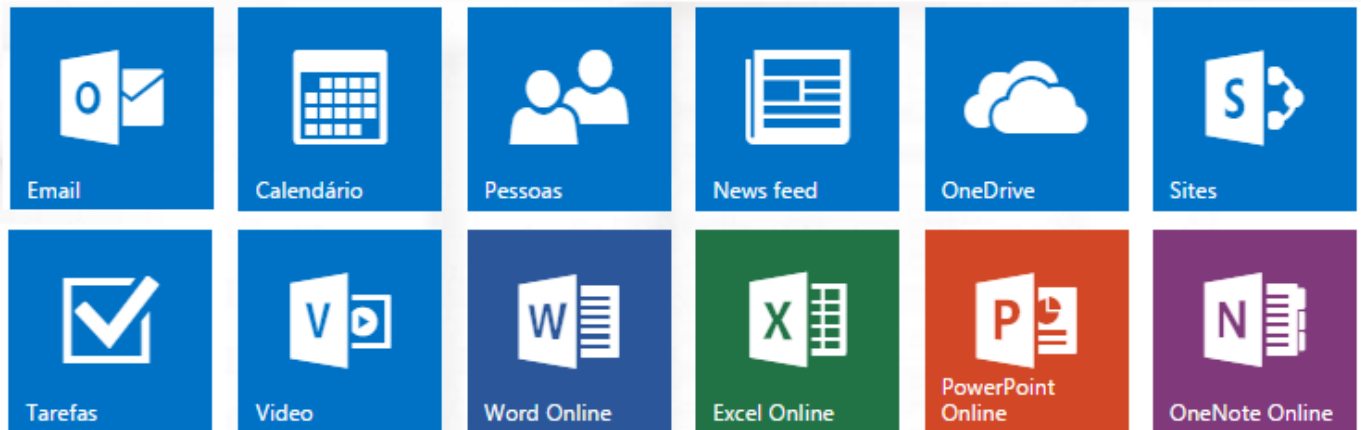 O
Email
Calendário
Pessoas
News feed
OneDrive
S
Sites
Tarefas
V
Video
W
Word Online
X
Excel Online
P
PowerPoint
Online
N
OneNote Online